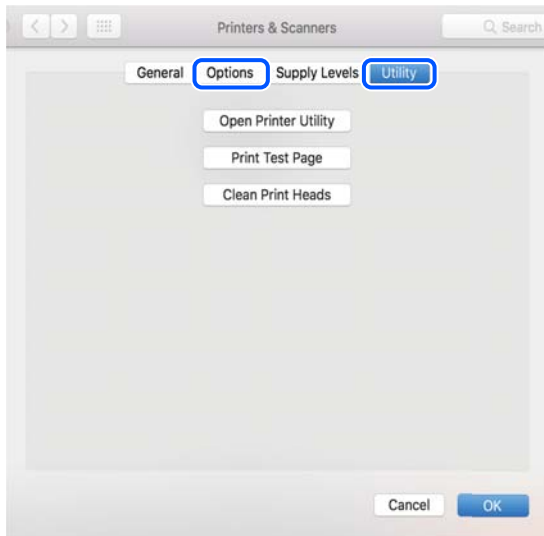 Printers & Scanners
Search
General Options Supply Levels Utility
Open Printer Utility
Print Test Page
Clean Print Heads
Cancel OK